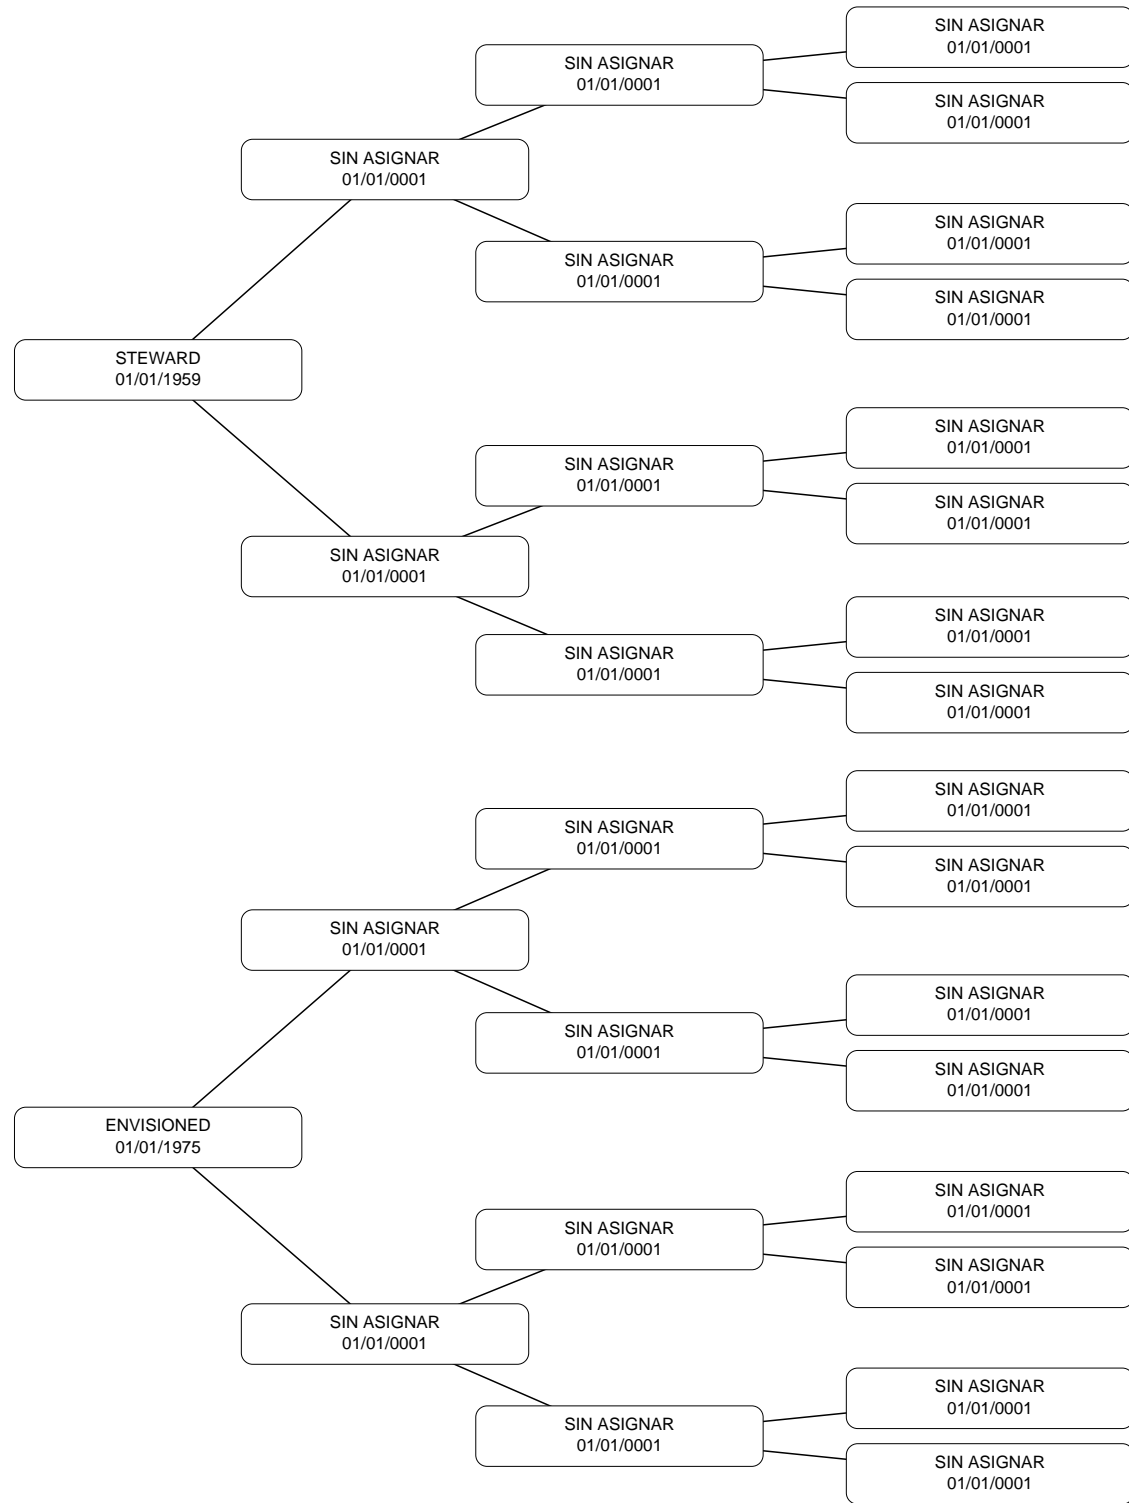 SIN ASIGNAR
01/01/0001
SIN ASIGNAR
01/01/0001
SIN ASIGNAR
01/01/0001
SIN ASIGNAR
01/01/0001
SIN ASIGNAR
01/01/0001
SIN ASIGNAR
01/01/0001
SIN ASIGNAR
01/01/0001
STEWARD
01/01/1959
SIN ASIGNAR
01/01/0001
SIN ASIGNAR
01/01/0001
SIN ASIGNAR
01/01/0001
SIN ASIGNAR
01/01/0001
SIN ASIGNAR
01/01/0001
SIN ASIGNAR
01/01/0001
SIN ASIGNAR
01/01/0001
SIN ASIGNAR
01/01/0001
SIN ASIGNAR
01/01/0001
SIN ASIGNAR
01/01/0001
SIN ASIGNAR
01/01/0001
SIN ASIGNAR
01/01/0001
SIN ASIGNAR
01/01/0001
SIN ASIGNAR
01/01/0001
ENVISIONED
01/01/1975
SIN ASIGNAR
01/01/0001
SIN ASIGNAR
01/01/0001
SIN ASIGNAR
01/01/0001
SIN ASIGNAR
01/01/0001
SIN ASIGNAR
01/01/0001
SIN ASIGNAR
01/01/0001
SIN ASIGNAR
01/01/0001